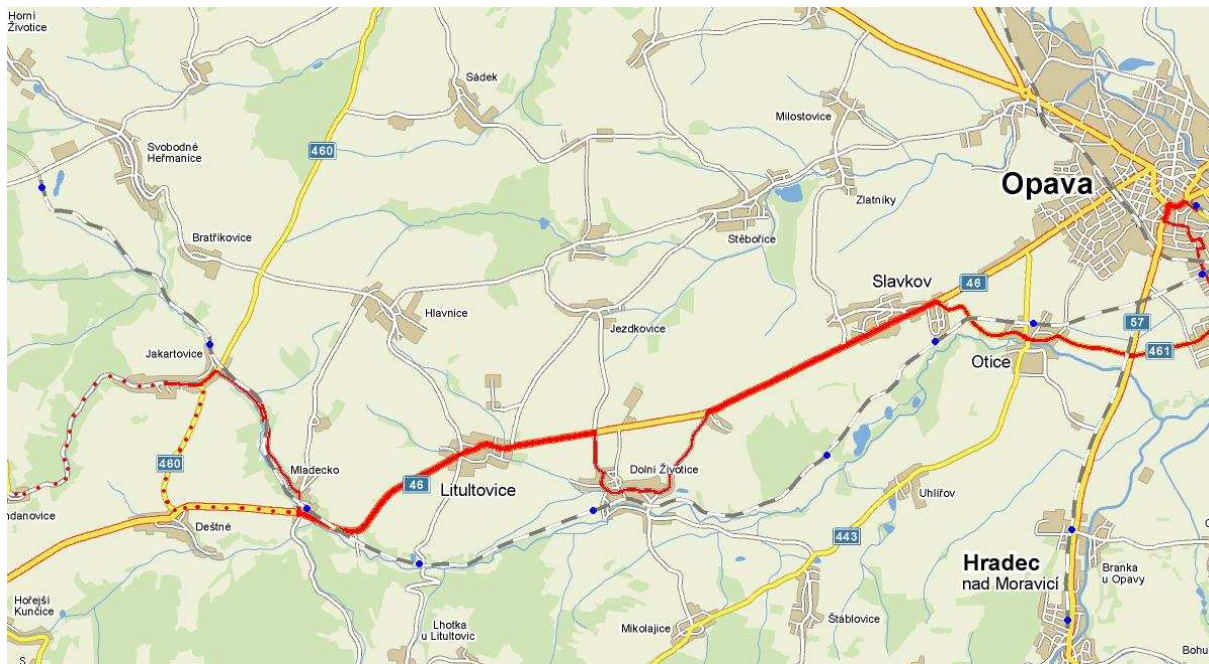 Horní
Životice
Sádek
Milostovice
Svobodné
Heřmanice
460
Opava
Zlatníky
Bratříkovice
Stěbořice
Slavkov
46
Hlavnice
Jezdkovice
57
Jakartovice
461
Otice
460
Mladecko
Dolní Životice
46
Litultovice
Uhlířov
Deštné
443
Hradec
nad Moravicí
Branka
u Opavy
Hořejší
Kunčice
Lhotka
u Litultovic
Mikolajice
Štáblovice